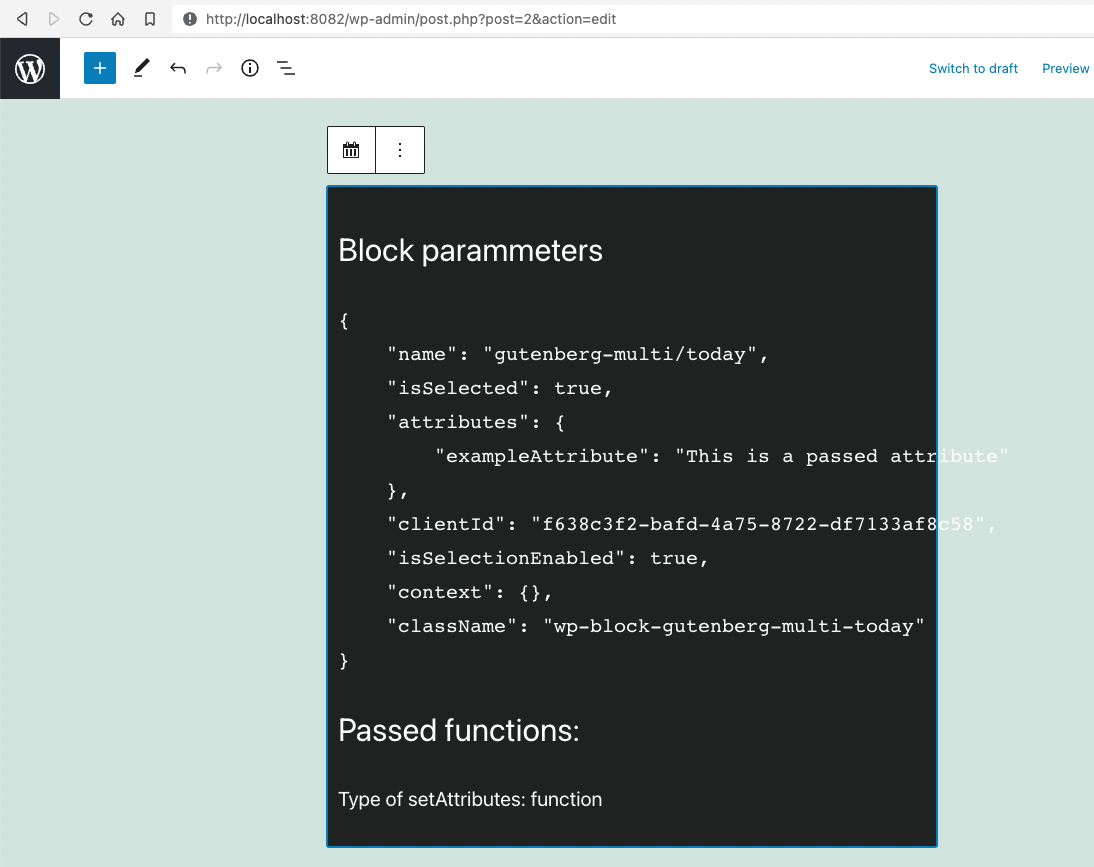 http://localhost:8082/wp-admin/post.php?post=2&action=edit
Switch to draft Preview
Block parammeters
{
"name": "gutenberg-multi/today",
"isSelected": true,
"attributes": {
"exampleAttribute": "This is a passed attribute"
},
"clientId": "f638c3f2-bafd-4a75-8722-df7133af8c58",
"isSelectionEnabled": true,
"context": {},
"className": "wp-block-gutenberg-multi-today"
}
Passed functions:
Type of setAttributes: function